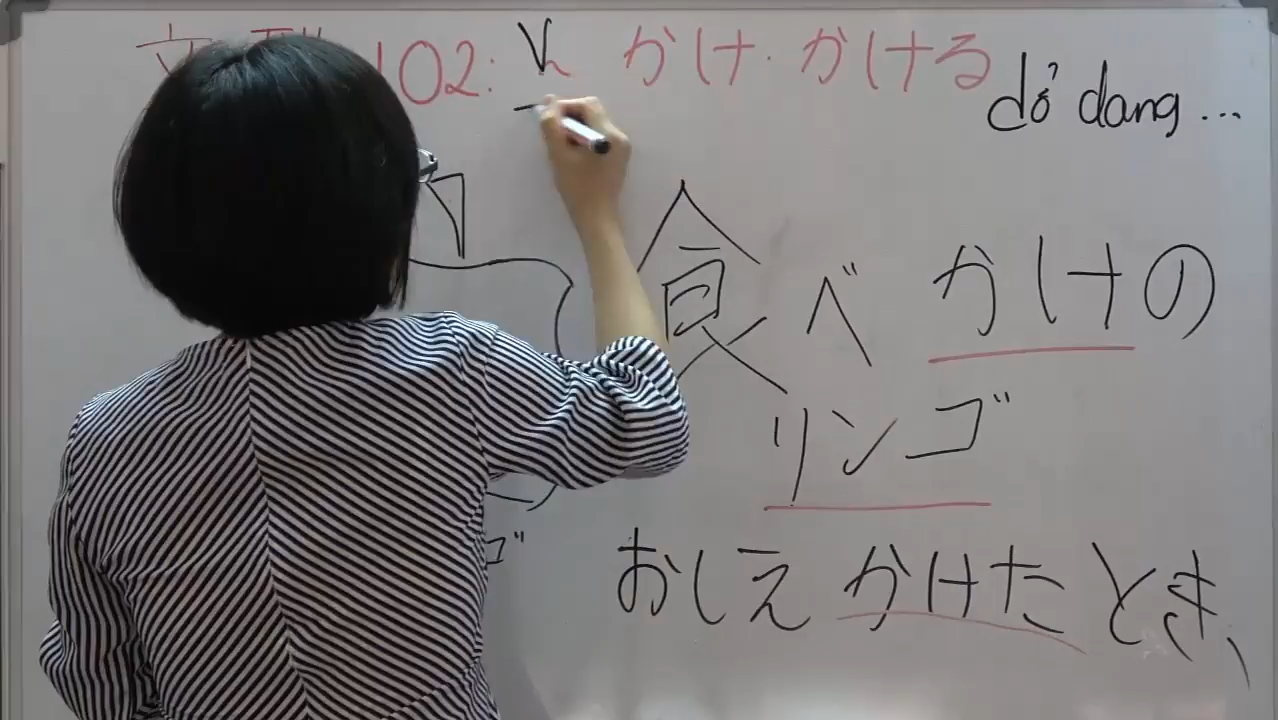 102: V かけ・かける
dở dang...
食べかけの
リンゴ
おしえかけたとき、
ゴ